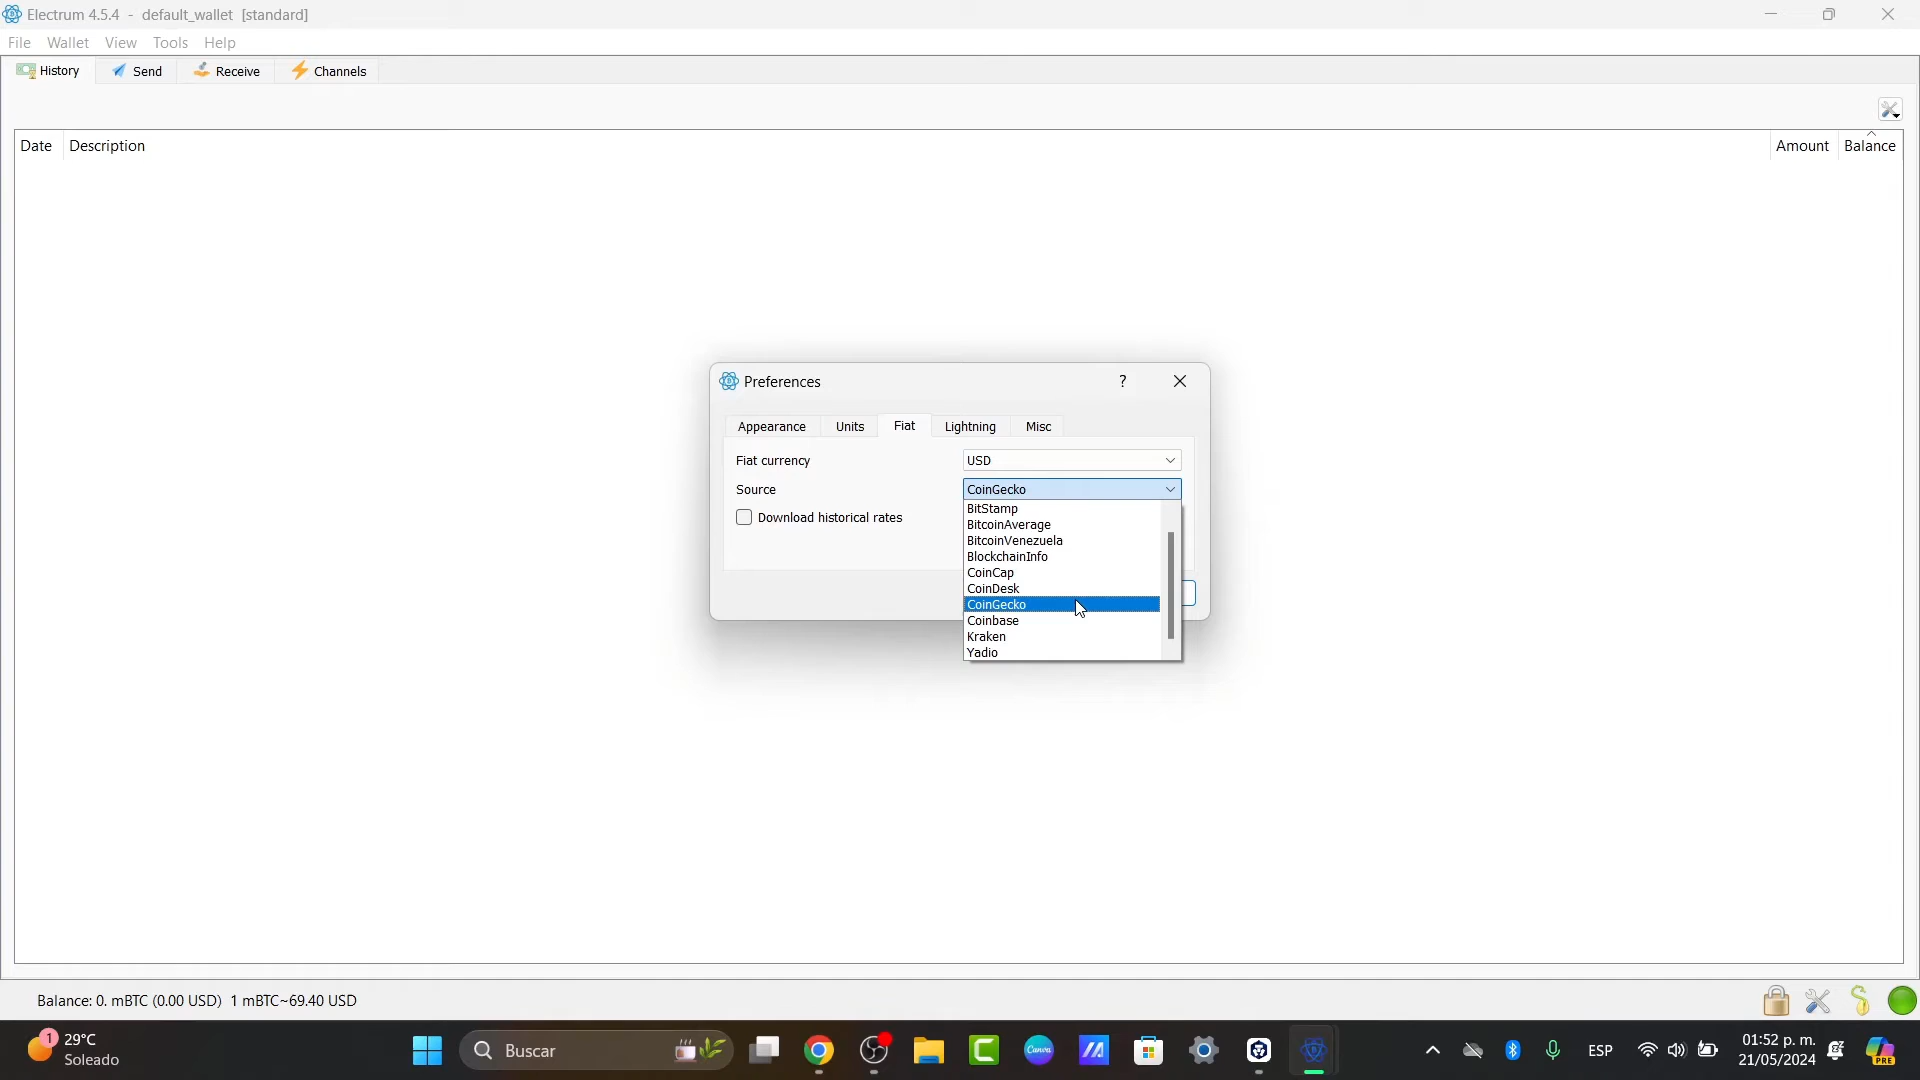 Electrum 4.5.4 - default_wallet [standard]
File Wallet View Tools Help
History Send Receive Channels
Date Description Amount Balance
Preferences ?
Appearance Units Fiat Lightning Misc
Fiat currency USD
Source CoinGecko
Download historical rates
BitStamp
BitcoinAverage
BitcoinVenezuela
BlockchainInfo
CoinCap
CoinDesk
CoinGecko
Coinbase
Kraken
Yadio
Balance: 0. mBTC (0.00 USD) 1 mBTC~69.40 USD
1 29°C
Soleado
Buscar
Canva
ESP
01:52 p. m.
21/05/2024
PRE